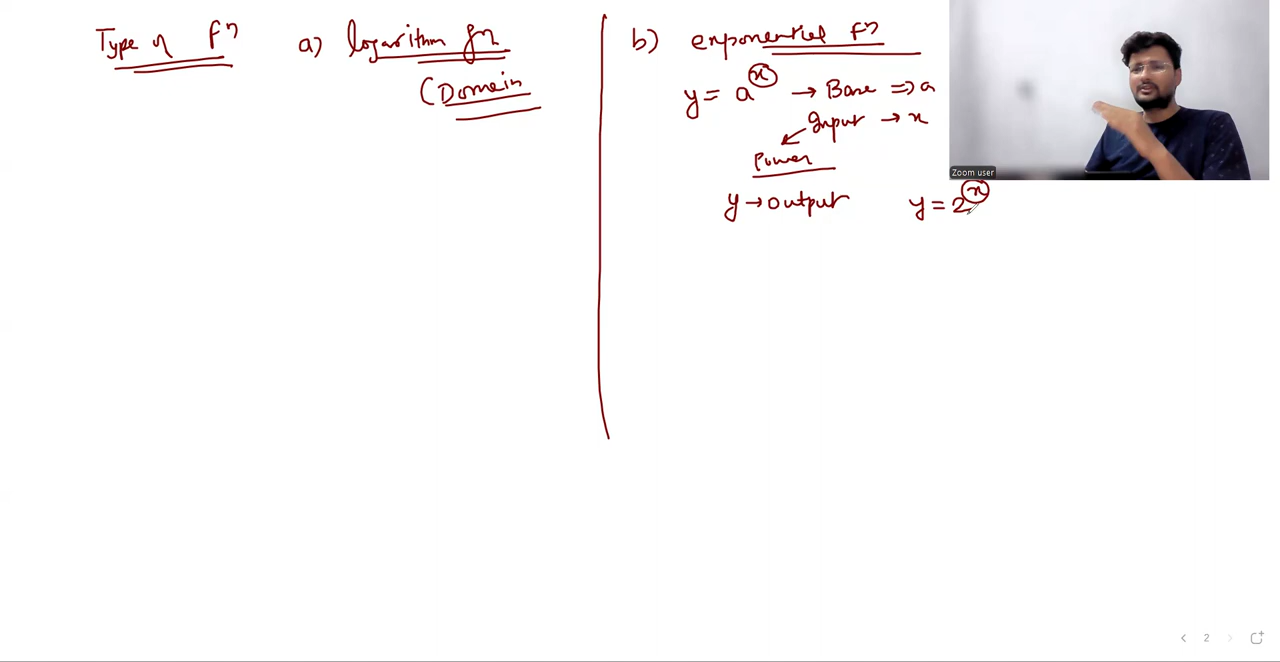 Type of Fn a) logarithm fn
(Domain
b) exponential Fn
y = a^x → Base ⇒ a
Input → x
Power
y → output y = 2^x
Zoom user
2